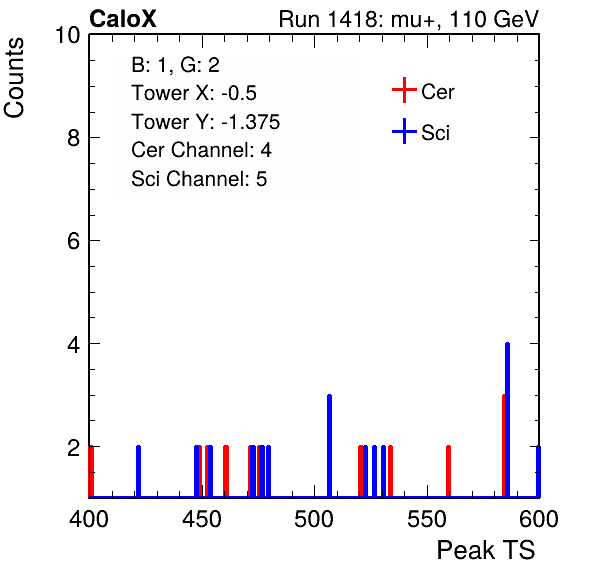 CaloX Run 1418: mu+, 110 GeV
Counts
10
8
6
4
2
B: 1, G: 2
Tower X: -0.5
Tower Y: -1.375
Cer Channel: 4
Sci Channel: 5
Cer
Sci
400 450 500 550 600
Peak TS